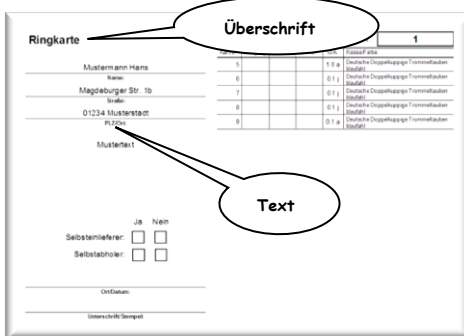 Überschrift
Ringkarte
1
Mustermann Hans
Name:
Magdeburger Str. 1b
Straße:
01234 Musterstadt
PLZ/Ort:
Mustertext
Rasse/Farbe
5 1.0 a Deutsche Doppelkuppige Trommeltauben blaufahl
6 0.1 j Deutsche Doppelkuppige Trommeltauben blaufahl
7 0.1 j Deutsche Doppelkuppige Trommeltauben blaufahl
8 0.1 j Deutsche Doppelkuppige Trommeltauben blaufahl
9 0.1 a Deutsche Doppelkuppige Trommeltauben blaufahl
Text
Ja Nein
Selbsteinlieferer:
Selbstabholer:
Ort/Datum:
Unterschrift/Stempel: